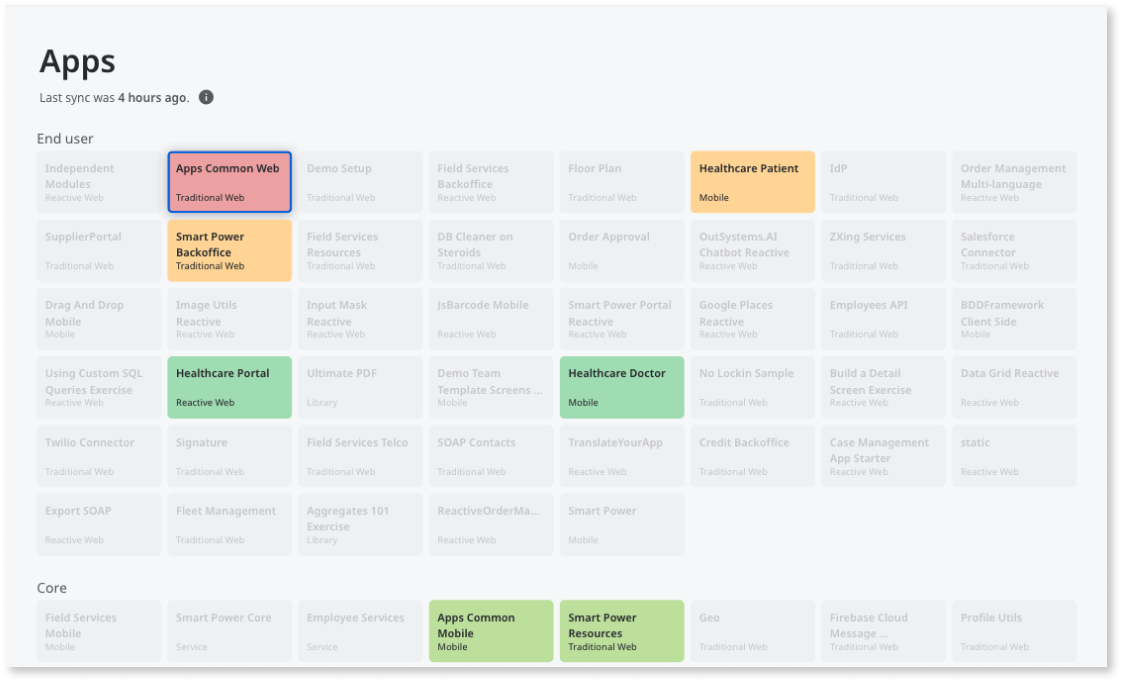 Apps
Last sync was 4 hours ago.
End user
Independent
Modules
Reactive Web
Apps Common Web
Traditional Web
Demo Setup
Traditional Web
Field Services
Backoffice
Reactive Web
Floor Plan
Traditional Web
Healthcare Patient
Mobile
IdP
Traditional Web
Order Management
Multi-language
Reactive Web
SupplierPortal
Traditional Web
Smart Power
Backoffice
Traditional Web
Field Services
Resources
Traditional Web
DB Cleaner on
Steroids
Traditional Web
Order Approval
Mobile
OutSystems.AI
Chatbot Reactive
Reactive Web
ZXing Services
Traditional Web
Salesforce
Connector
Traditional Web
Drag And Drop
Mobile
Mobile
Image Utils
Reactive
Reactive Web
Input Mask
Reactive
Reactive Web
JsBarcode Mobile
Reactive Web
Smart Power Portal
Reactive
Reactive Web
Google Places
Reactive
Reactive Web
Employees API
Traditional Web
BDDFramework
Client Side
Mobile
Using Custom SQL
Queries Exercise
Reactive Web
Healthcare Portal
Reactive Web
Ultimate PDF
Library
Demo Team
Template Screens ...
Mobile
Healthcare Doctor
Mobile
No Lockin Sample
Traditional Web
Build a Detail
Screen Exercise
Reactive Web
Data Grid Reactive
Reactive Web
Twilio Connector
Traditional Web
Signature
Traditional Web
Field Services Telco
Traditional Web
SOAP Contacts
Traditional Web
TranslateYourApp
Reactive Web
Credit Backoffice
Traditional Web
Case Management
App Starter
Reactive Web
static
Reactive Web
Export SOAP
Reactive Web
Fleet Management
Traditional Web
Aggregates 101
Exercise
Library
ReactiveOrderMa...
Reactive Web
Smart Power
Mobile
Core
Field Services
Mobile
Mobile
Smart Power Core
Service
Employee Services
Service
Apps Common
Mobile
Mobile
Smart Power
Resources
Traditional Web
Geo
Traditional Web
Firebase Cloud
Message ...
Traditional Web
Profile Utils
Traditional Web